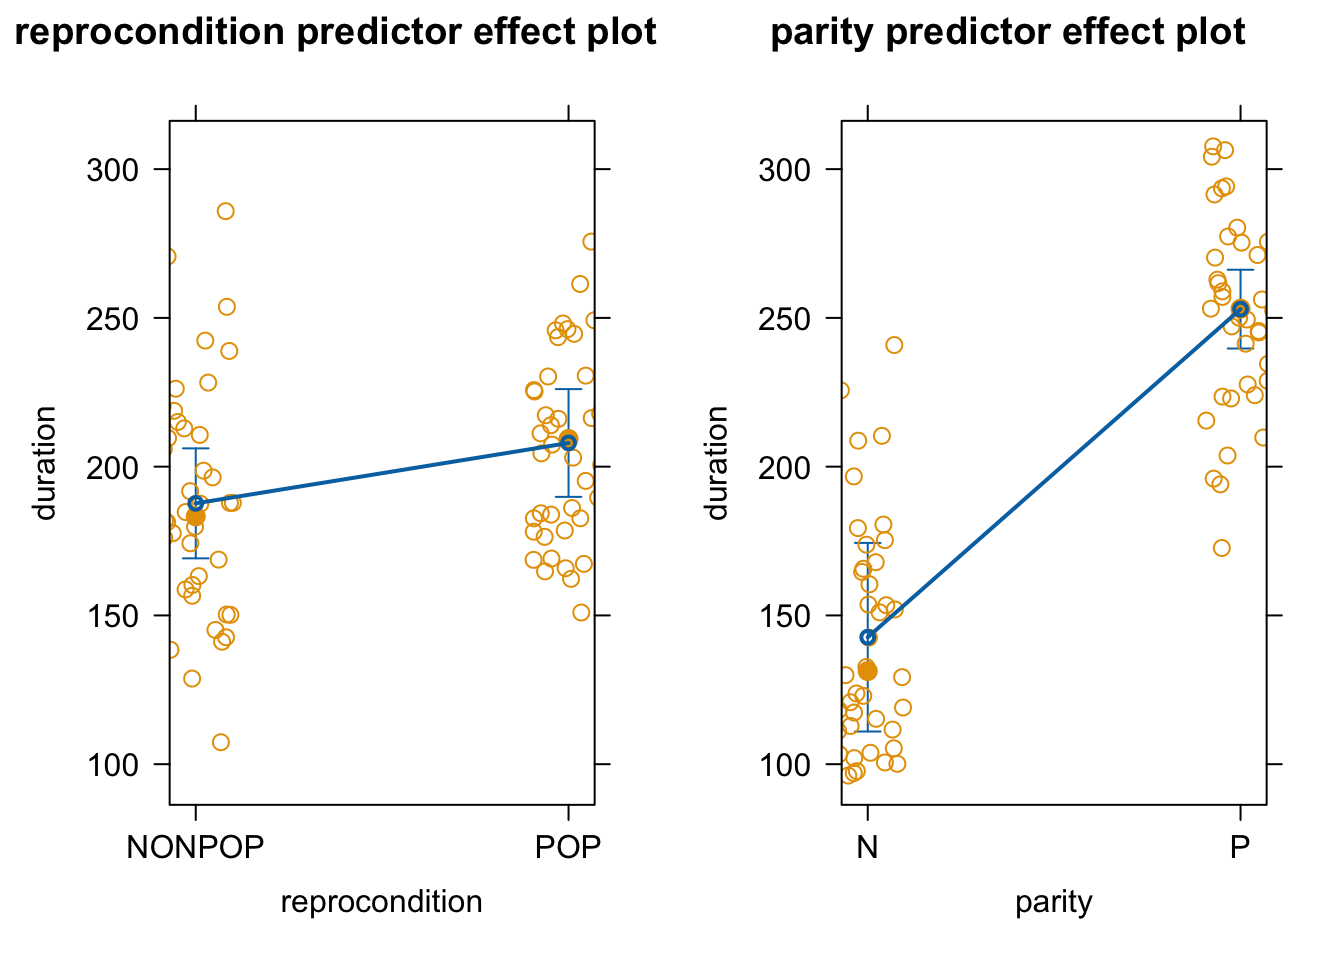 reprocondition predictor effect plot
duration
300
250
200
150
100
NONPOP POP
reprocondition
parity predictor effect plot
duration
300
250
200
150
100
N P
parity